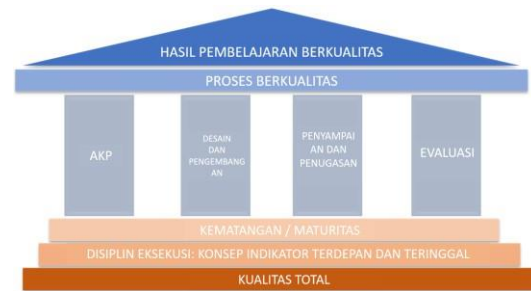 HASIL PEMBELAJARAN BERKUALITAS
PROSES BERKUALITAS
AKP
DESAIN
DAN
PENGEMBANG
AN
PENYAMPAI
AN DAN
PENUGASAN
EVALUASI
KEMATANGAN / MATURITAS
DISIPLIN EKSEKUSI: KONSEP INDIKATOR TERDEPAN DAN TERINGGAL
KUALITAS TOTAL